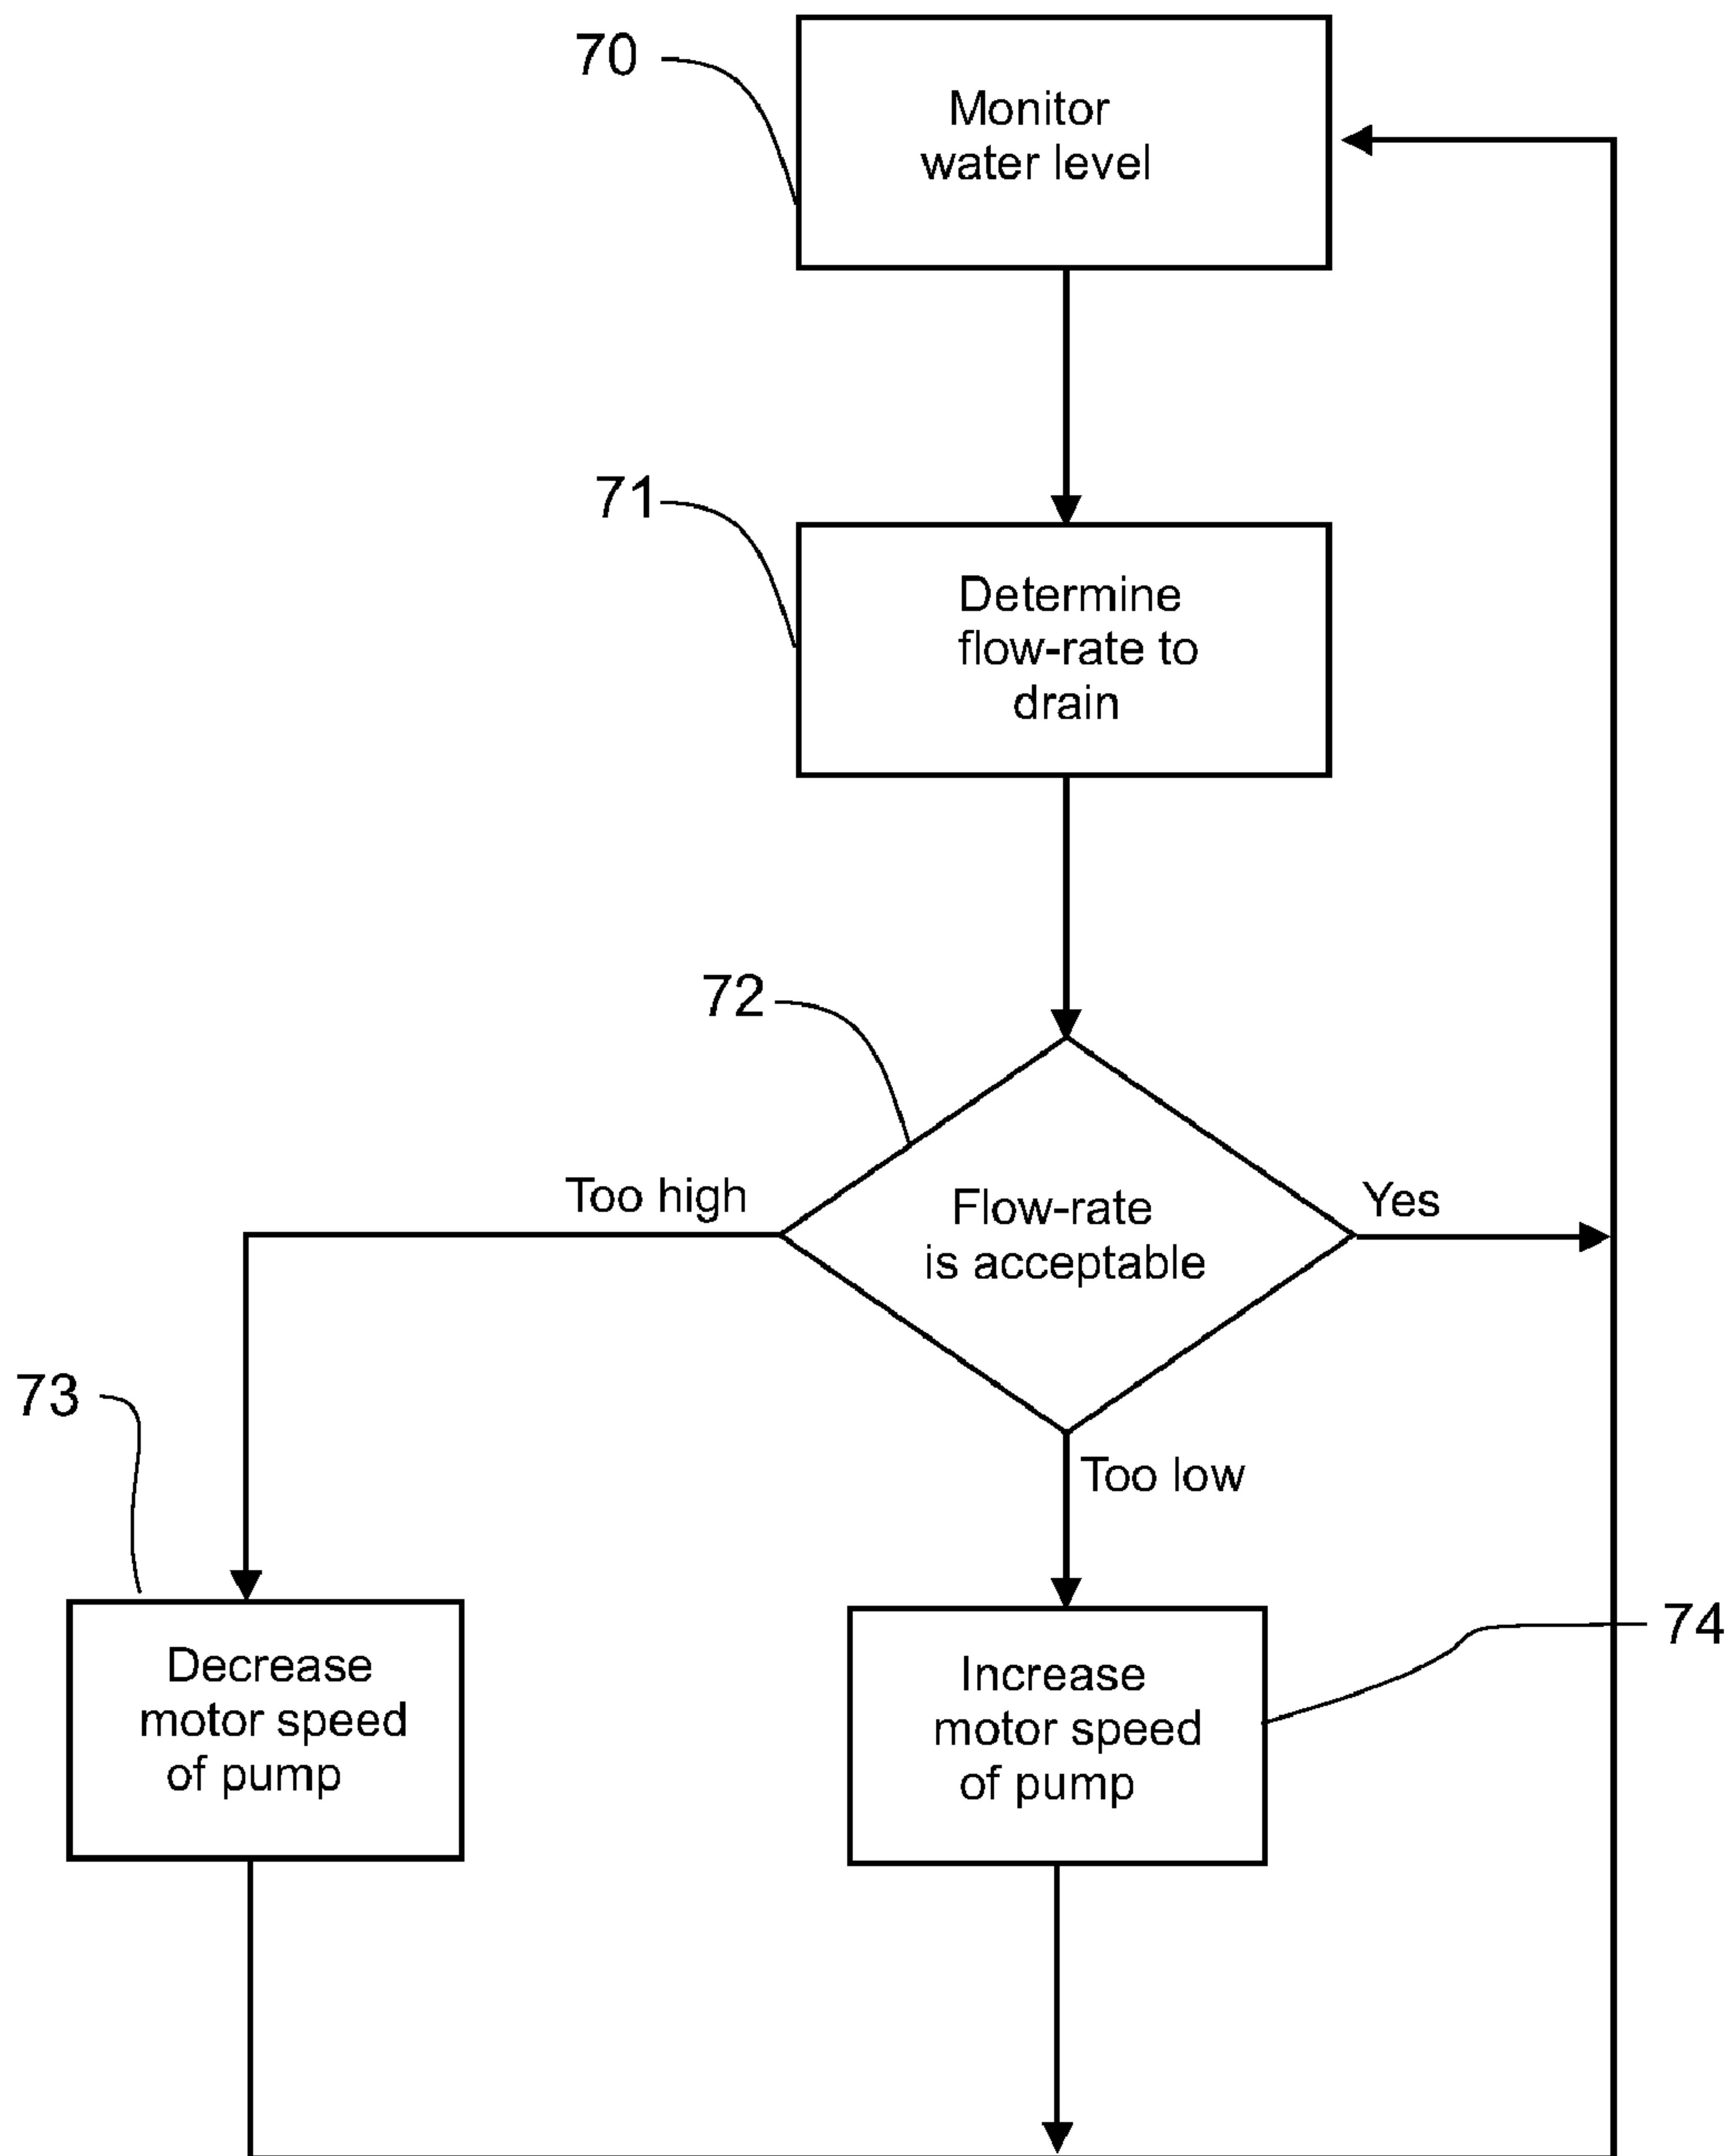 70
Monitor
water level
71
Determine
flow-rate to
drain
72
Too high
Flow-rate
is acceptable
Yes
73
Too low
Decrease
motor speed
of pump
Increase
motor speed
of pump
74